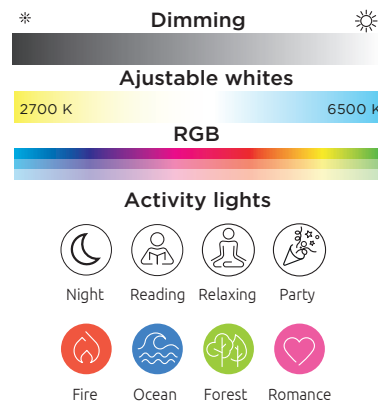 Dimming
Ajustable whites
2700 K 6500 K
RGB
Activity lights
Night Reading Relaxing Party
Fire Ocean Forest Romance